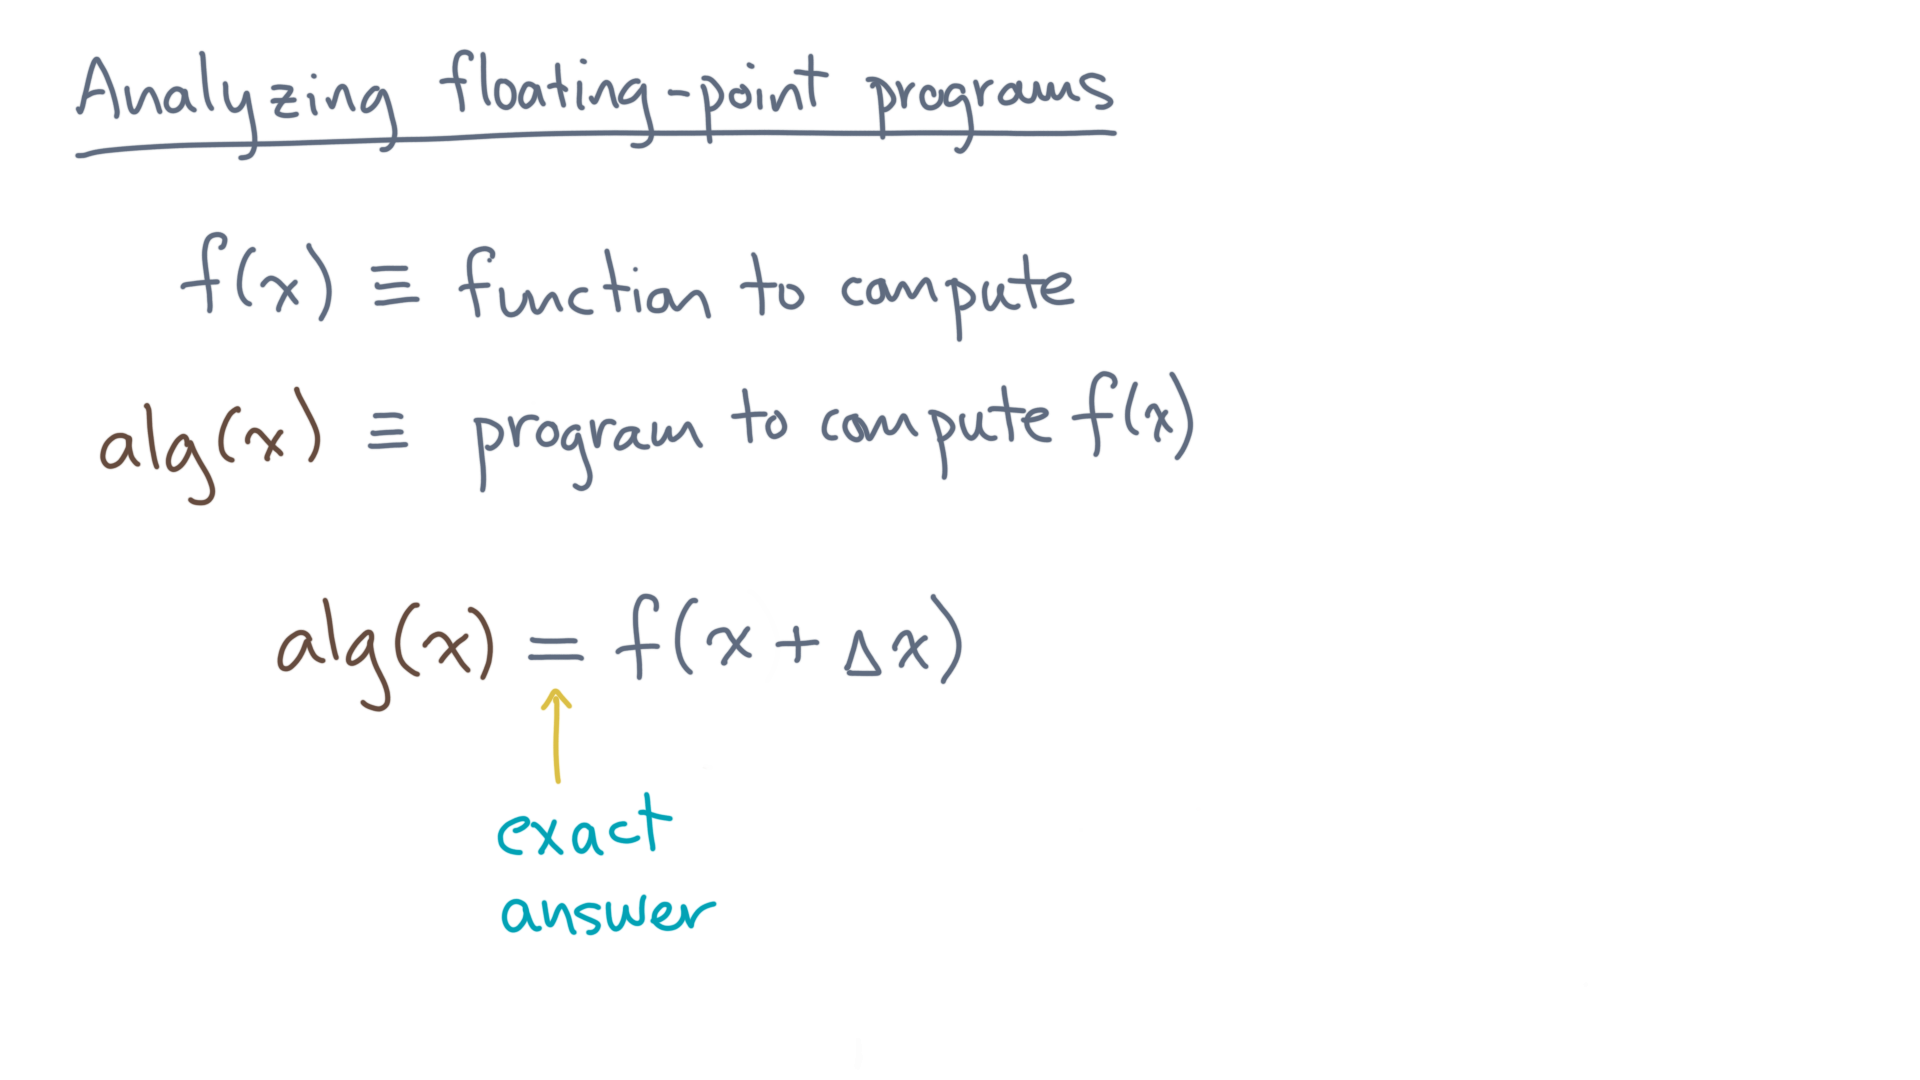 Analyzing floating-point programs
f(x) ≡ function to compute
alg(x) ≡ program to compute f(x)
alg(x) = f(x + Δx)
exact
answer